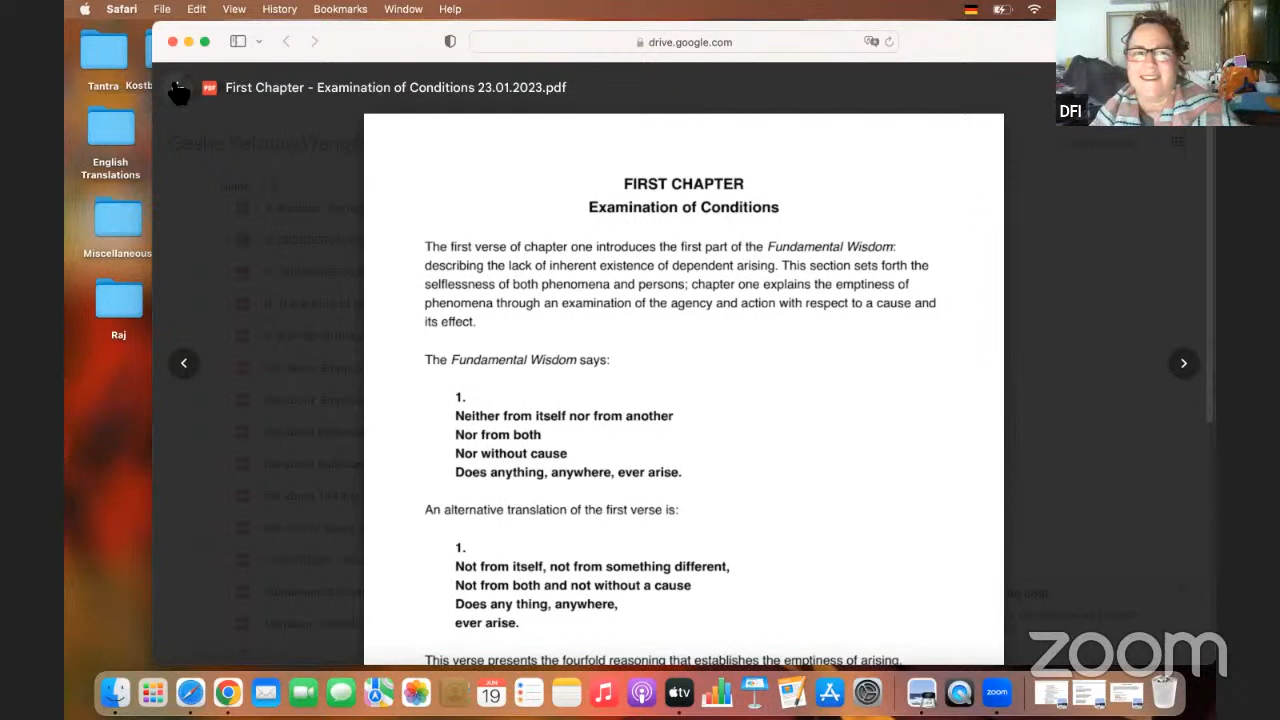 Safari File Edit View History Bookmarks Window Help
drive.google.com
PDF First Chapter - Examination of Conditions 23.01.2023.pdf
DFI
Tantra
English
Translations
Miscellaneous
Raj
FIRST CHAPTER
Examination of Conditions
The first verse of chapter one introduces the first part of the Fundamental Wisdom:
describing the lack of inherent existence of dependent arising. This section sets forth the
selflessness of both phenomena and persons; chapter one explains the emptiness of
phenomena through an examination of the agency and action with respect to a cause and
its effect.
The Fundamental Wisdom says:
1.
Neither from itself nor from another
Nor from both
Nor without cause
Does anything, anywhere, ever arise.
An alternative translation of the first verse is:
1.
Not from itself, not from something different,
Not from both and not without a cause
Does any thing, anywhere,
ever arise.
This verse presents the fourfold reasoning that establishes the emptiness of arising,
zoom
JUN
19
tv
zoom